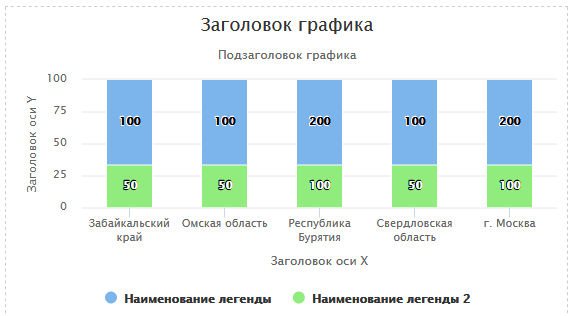 Заголовок графика
Подзаголовок графика
Заголовок оси Y
100
75
50
25
0
100 100 200 100 200
50 50 100 50 100
Забайкальский край
Омская область
Республика Бурятия
Свердловская область
г. Москва
Заголовок оси X
Наименование легенды Наименование легенды 2